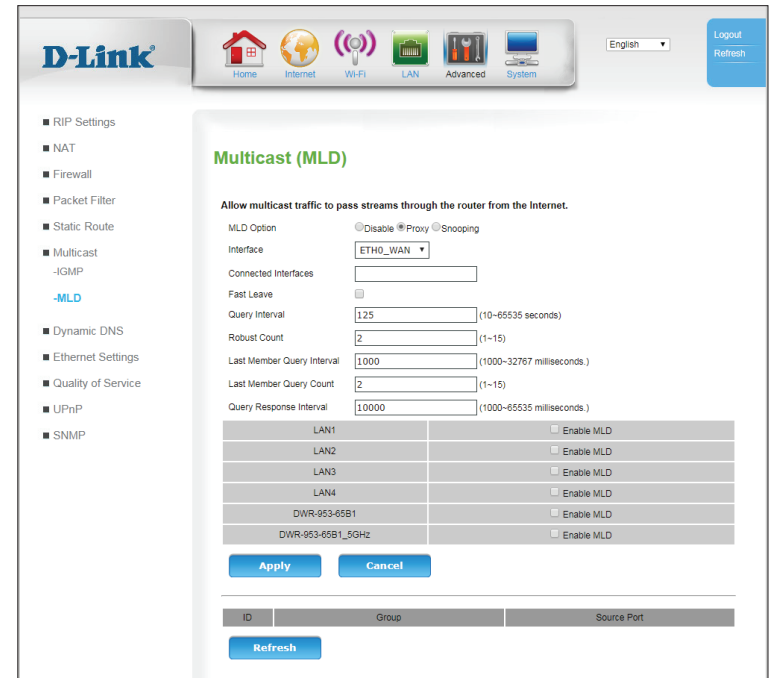 D-Link
Home
Internet
Wi-Fi
LAN
Advanced
System
English
Logout
Refresh
RIP Settings
NAT
Firewall
Packet Filter
Static Route
Multicast
-IGMP
-MLD
Dynamic DNS
Ethernet Settings
Quality of Service
UPnP
SNMP
Multicast (MLD)
Allow multicast traffic to pass streams through the router from the Internet.
MLD Option Disable Proxy Snooping
Interface ETH0_WAN
Connected Interfaces
Fast Leave
Query Interval 125 (10~65535 seconds)
Robust Count 2 (1~15)
Last Member Query Interval 1000 (1000~32767 milliseconds.)
Last Member Query Count 2 (1~15)
Query Response Interval 10000 (1000~65535 milliseconds.)
LAN1 Enable MLD
LAN2 Enable MLD
LAN3 Enable MLD
LAN4 Enable MLD
DWR-953-65B1 Enable MLD
DWR-953-65B1_5GHz Enable MLD
Apply Cancel
ID Group Source Port
Refresh